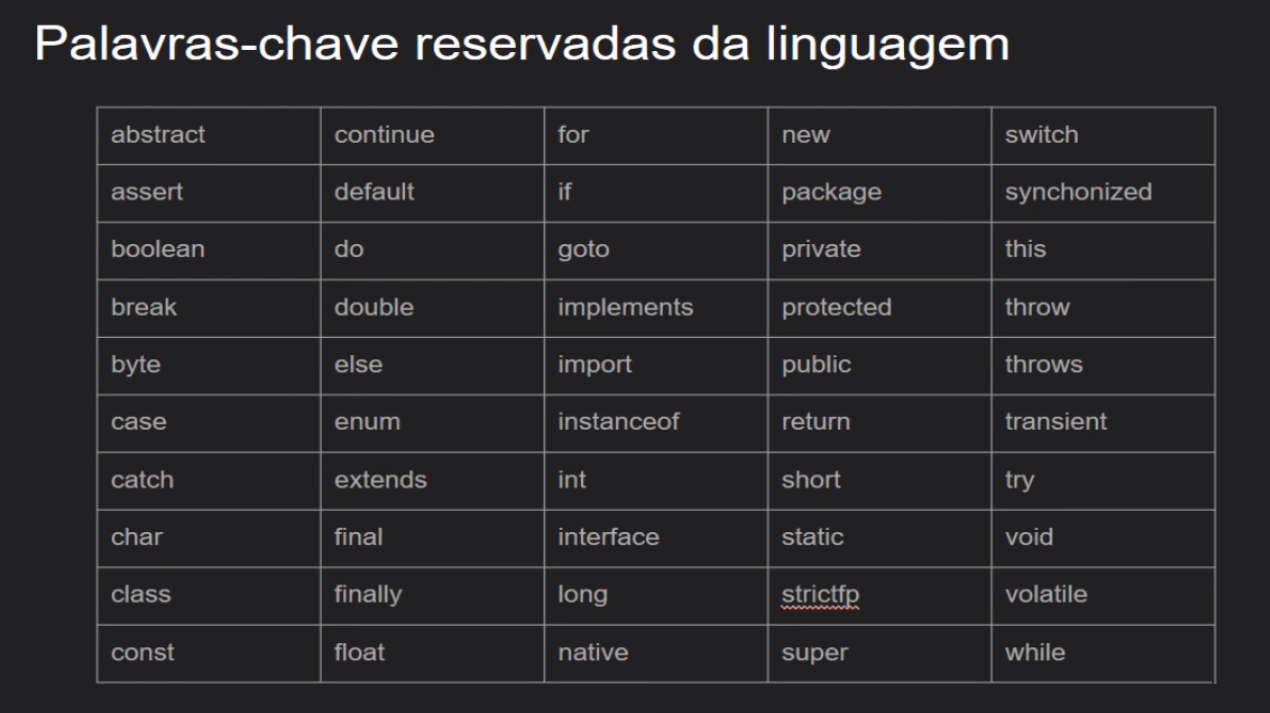 Palavras-chave reservadas da linguagem
abstract continue for new switch
assert default if package synchonized
boolean do goto private this
break double implements protected throw
byte else import public throws
case enum instanceof return transient
catch extends int short try
char final interface static void
class finally long strictfp volatile
const float native super while